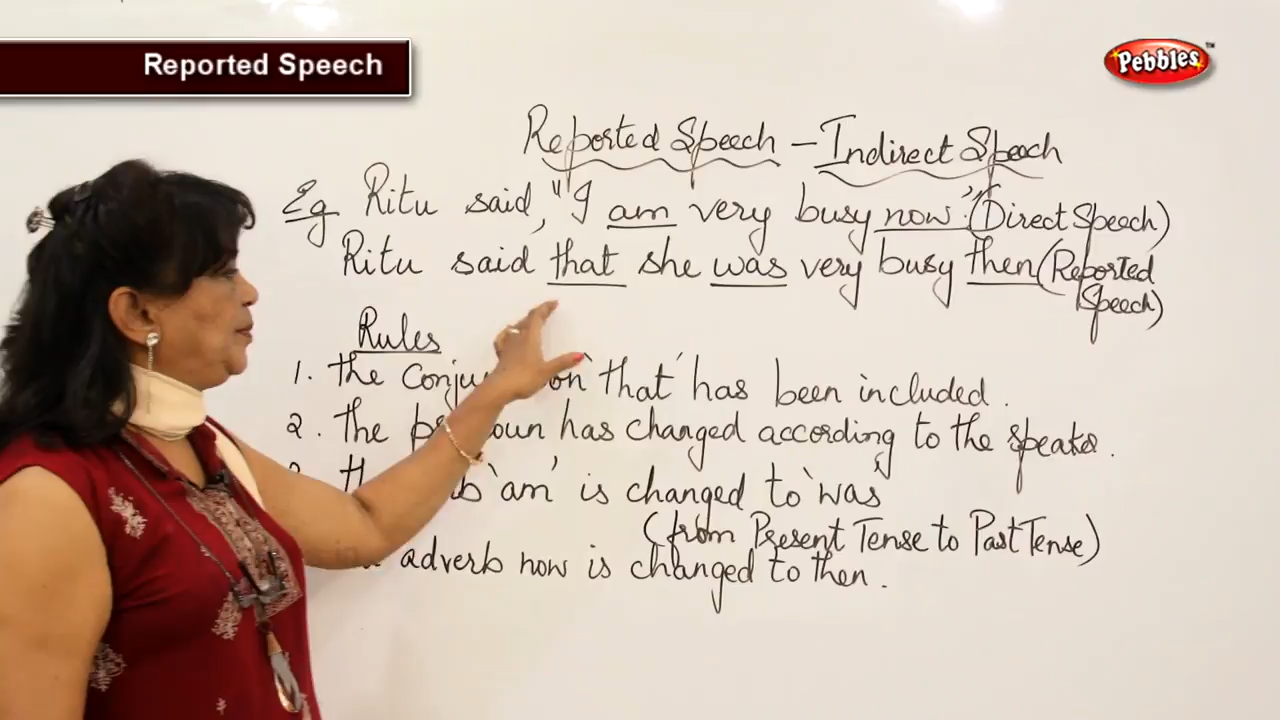 Reported Speech
Pebbles™
Reported Speech – Indirect Speech
Eg Ritu said, "I am very busy now." (Direct Speech)
Ritu said that she was very busy then (Reported
Speech)
Rules
1. the conjunction 'that' has been included.
2. the pronoun has changed according to the speaker.
'am' is changed to 'was'
(from Present Tense to Past Tense)
adverb now is changed to then.